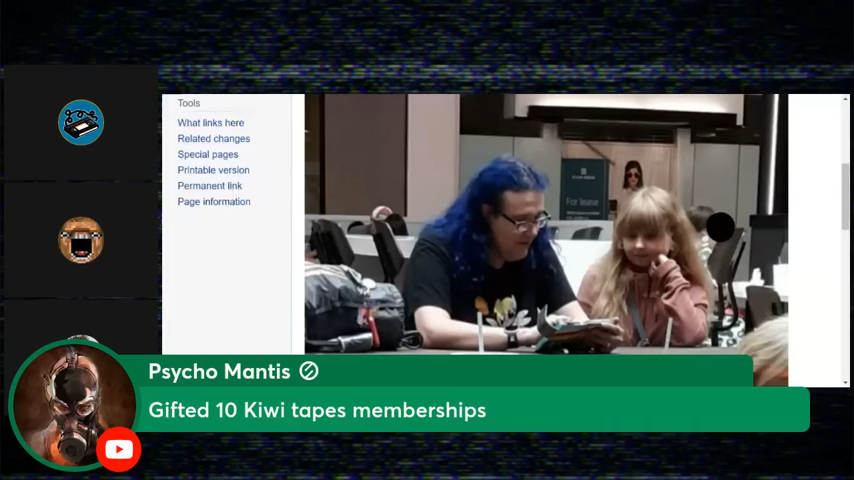 Tools
What links here
Related changes
Special pages
Printable version
Permanent link
Page information
For lease
Psycho Mantis
Gifted 10 Kiwi tapes memberships